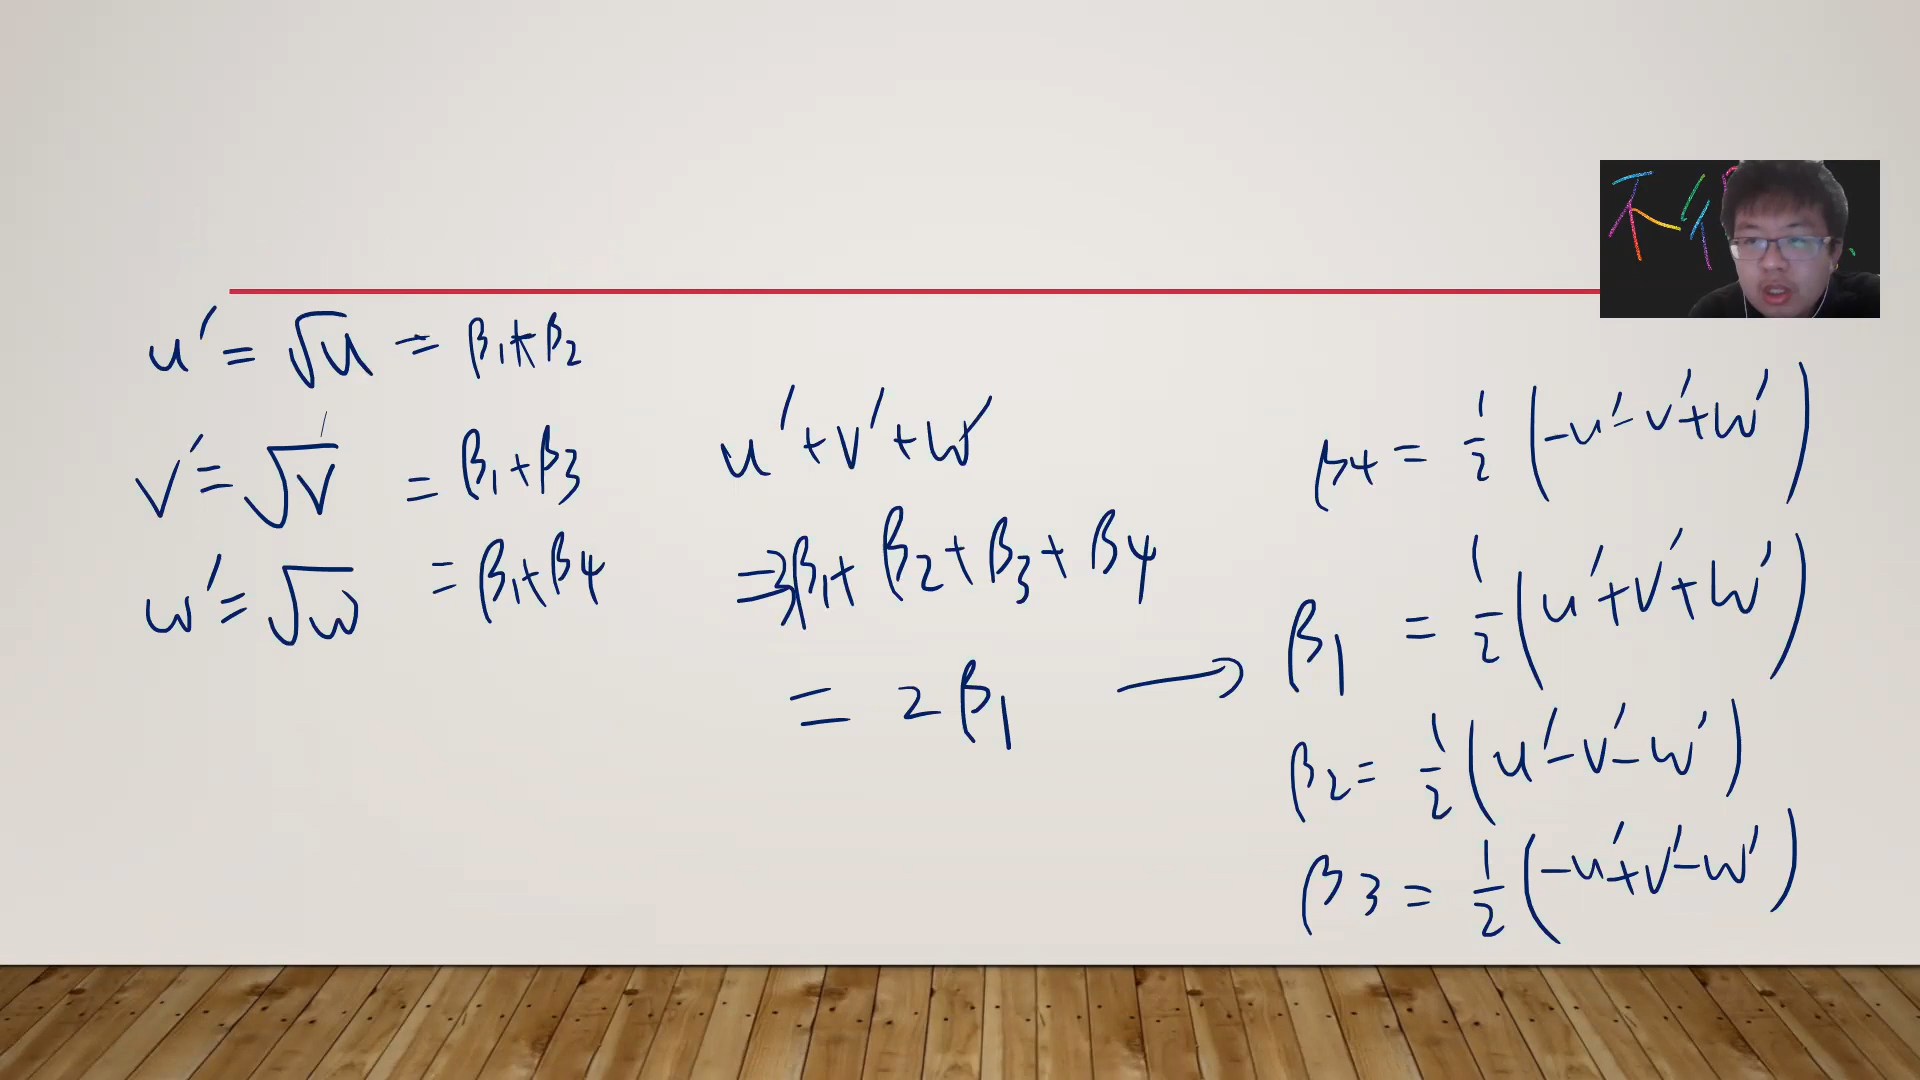 u' = √u = β₁+β₂
v' = √v = β₁+β₃
w' = √w = β₁+β₄
u'+v'+w'
=3β₁+β₂+β₃+β₄
= 2β₁ →
β₄ = 1/2 (-u'-v'+w')
β₁ = 1/2 (u'+v'+w')
β₂ = 1/2 (u'-v'-w')
β₃ = 1/2 (-u'+v'-w')